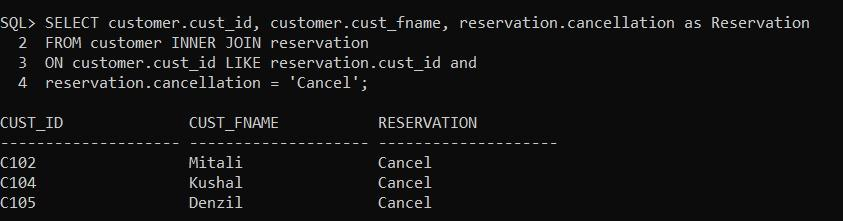 SQL> SELECT customer.cust_id, customer.cust_fname, reservation.cancellation as Reservation
  2  FROM customer INNER JOIN reservation
  3  ON customer.cust_id LIKE reservation.cust_id and
  4  reservation.cancellation = 'Cancel';

CUST_ID              CUST_FNAME           RESERVATION
-------------------- -------------------- --------------------
C102                 Mitali               Cancel
C104                 Kushal               Cancel
C105                 Denzil               Cancel